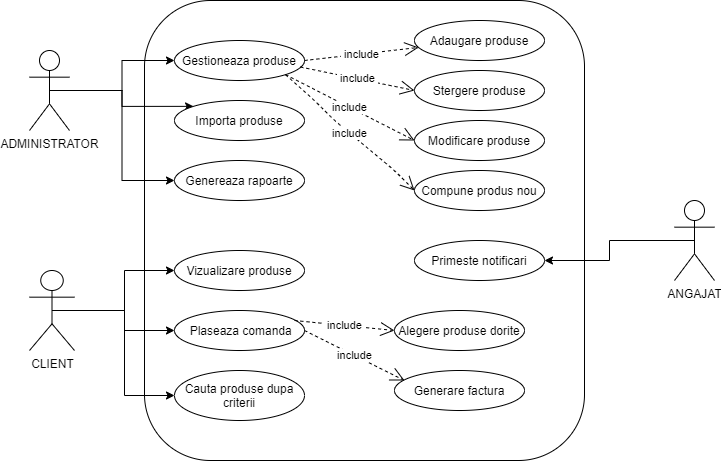 Gestioneaza produse
include
Adaugare produse
include
Stergere produse
ADMINISTRATOR
Importa produse
include
include
Modificare produse
Genereaza rapoarte
Compune produs nou
Vizualizare produse
Primeste notificari
ANGAJAT
CLIENT
Plaseaza comanda
include
Alegere produse dorite
include
Cauta produse dupa
criterii
Generare factura